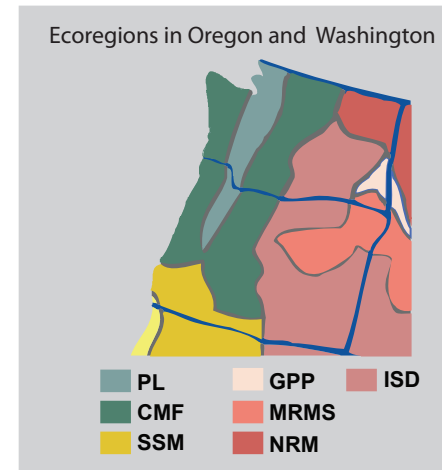 Ecoregions in Oregon and Washington
PL GPP ISD
CMF MRMS
SSM NRM